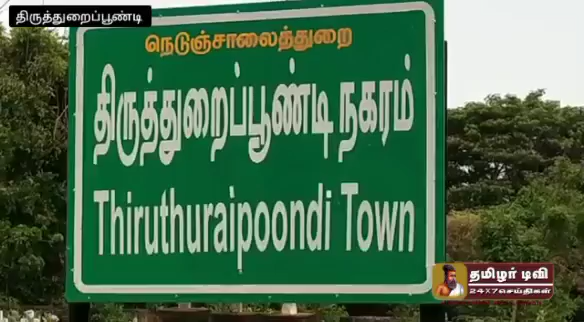 திருத்துறைப்பூண்டி
நெடுஞ்சாலைத்துறை
திருத்துறைப்பூண்டி நகரம்
Thiruthuraipoondi Town
தமிழர் டிவி
24X7 செய்திகள்